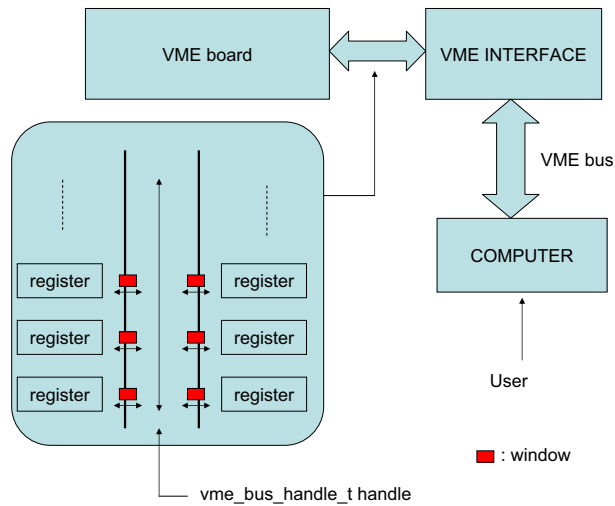 VME board
VME INTERFACE
VME bus
COMPUTER
register
register
register
register
register
register
User
: window
vme_bus_handle_t handle